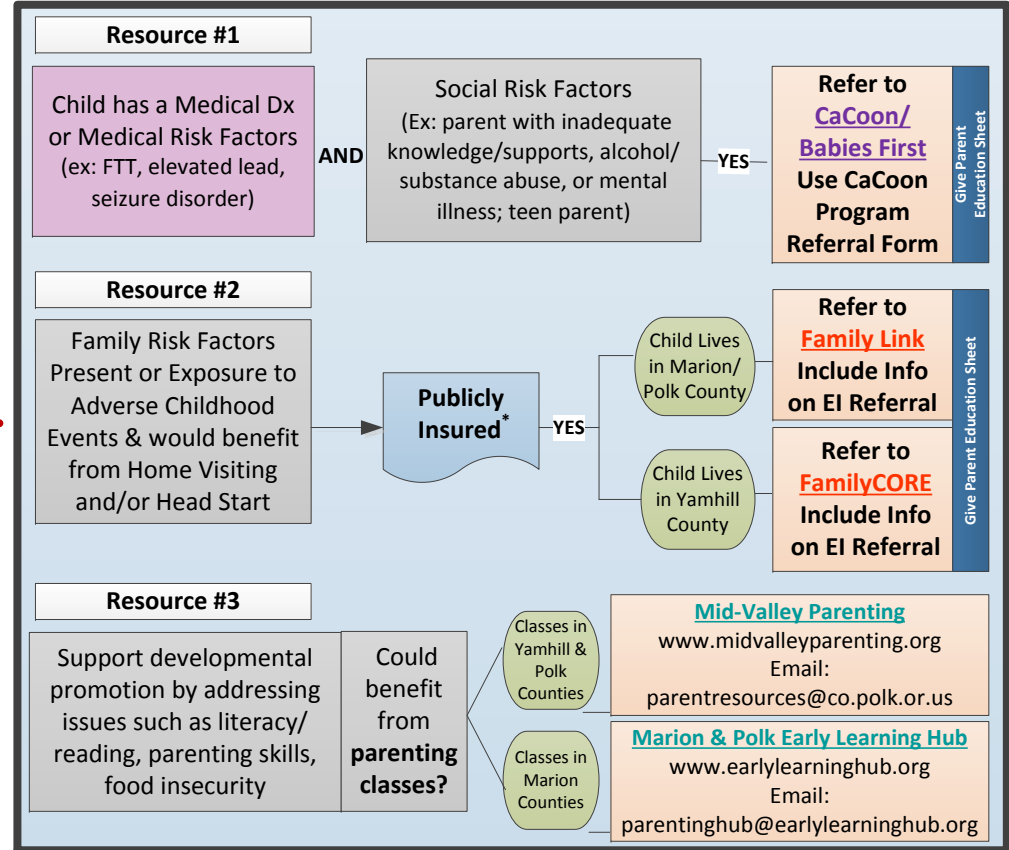 Resource #1
Child has a Medical Dx
or Medical Risk Factors
(ex: FTT, elevated lead,
seizure disorder)
AND
Social Risk Factors
(Ex: parent with inadequate
knowledge/supports, alcohol/
substance abuse, or mental
illness; teen parent)
YES
Refer to
CaCoon/
Babies First
Use CaCoon
Program
Referral Form
Give Parent
Education Sheet
Resource #2
Family Risk Factors
Present or Exposure to
Adverse Childhood
Events & would benefit
from Home Visiting
and/or Head Start
Publicly
Insured*
YES
Child Lives
in Marion/
Polk County
Refer to
Family Link
Include Info
on EI Referral
Child Lives
in Yamhill
County
Refer to
FamilyCORE
Include Info
on EI Referral
Give Parent Education Sheet
Resource #3
Support developmental
promotion by addressing
issues such as literacy/
reading, parenting skills,
food insecurity
Could
benefit
from
parenting
classes?
Classes in
Yamhill &
Polk
Counties
Mid-Valley Parenting
www.midvalleyparenting.org
Email:
parentresources@co.polk.or.us
Classes in
Marion
Counties
Marion & Polk Early Learning Hub
www.earlylearninghub.org
Email:
parentinghub@earlylearninghub.org